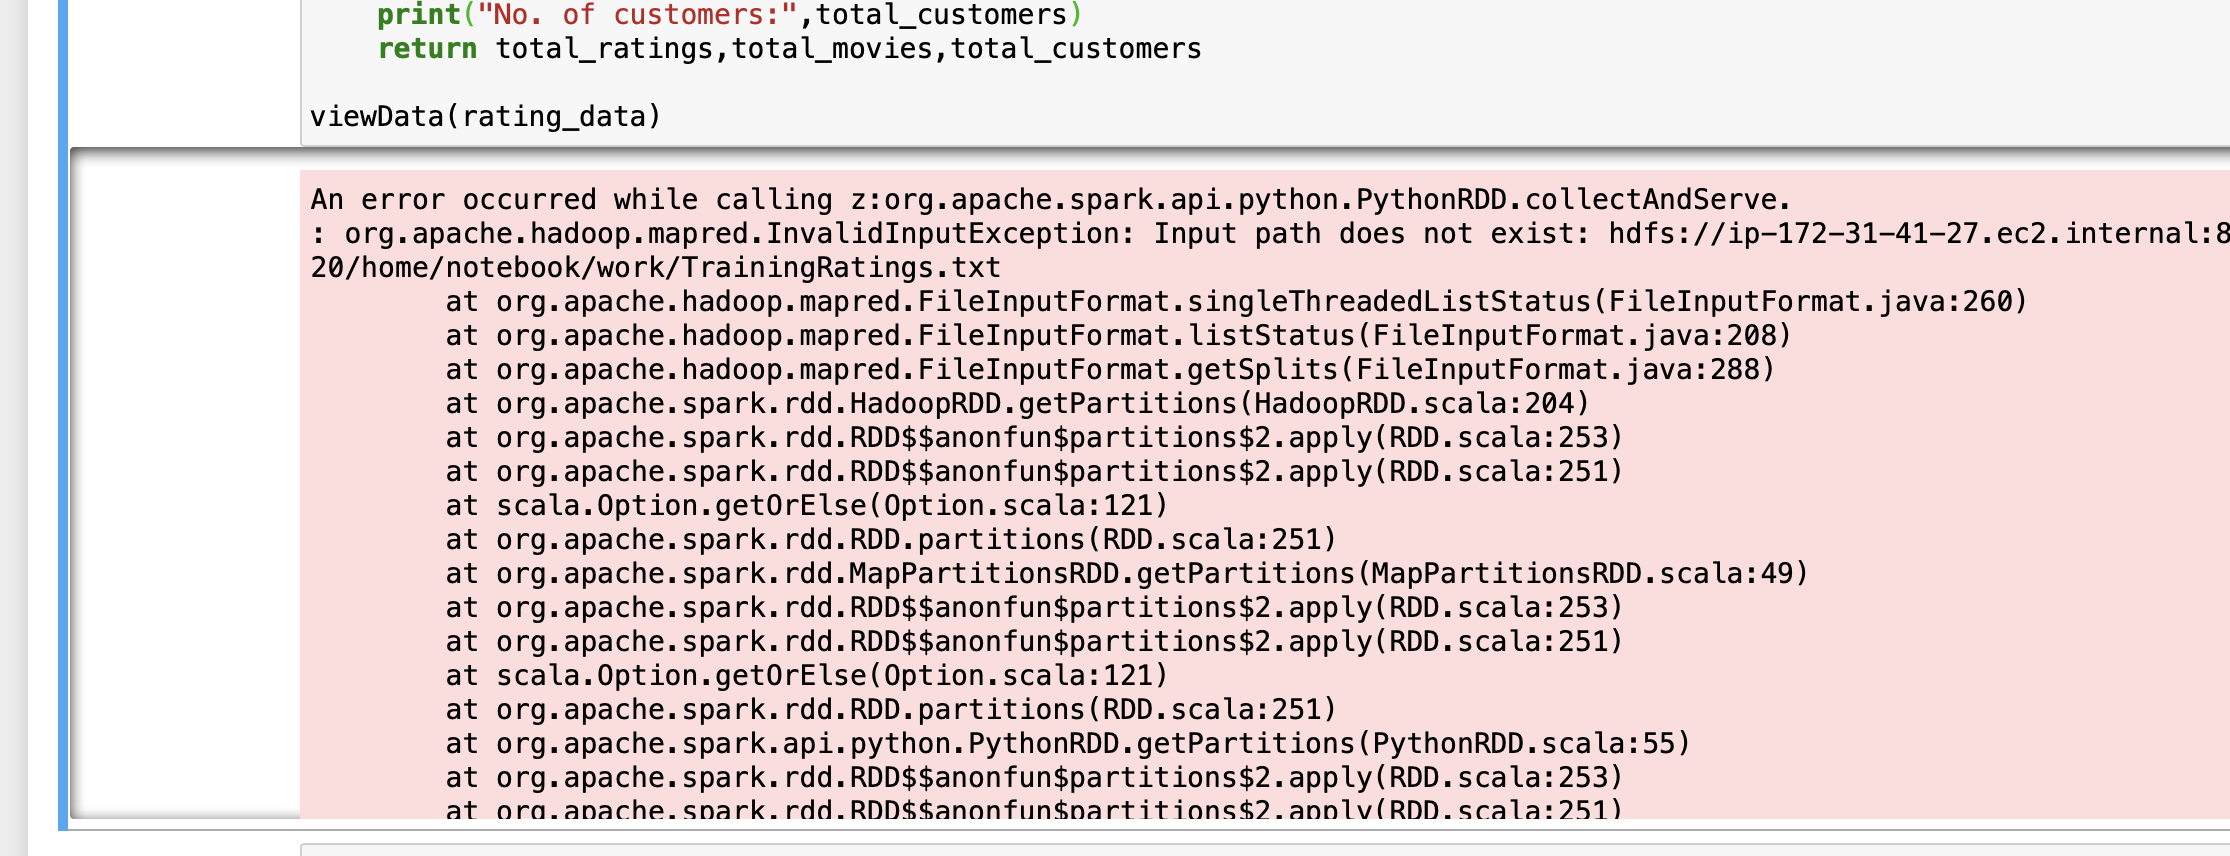 print("No. of customers:",total_customers)
return total_ratings,total_movies,total_customers
viewData(rating_data)
An error occurred while calling z:org.apache.spark.api.python.PythonRDD.collectAndServe.
: org.apache.hadoop.mapred.InvalidInputException: Input path does not exist: hdfs://ip-172-31-41-27.ec2.internal:8
20/home/notebook/work/TrainingRatings.txt
at org.apache.hadoop.mapred.FileInputFormat.singleThreadedListStatus(FileInputFormat.java:260)
at org.apache.hadoop.mapred.FileInputFormat.listStatus(FileInputFormat.java:208)
at org.apache.hadoop.mapred.FileInputFormat.getSplits(FileInputFormat.java:288)
at org.apache.spark.rdd.HadoopRDD.getPartitions(HadoopRDD.scala:204)
at org.apache.spark.rdd.RDD$$anonfun$partitions$2.apply(RDD.scala:253)
at org.apache.spark.rdd.RDD$$anonfun$partitions$2.apply(RDD.scala:251)
at scala.Option.getOrElse(Option.scala:121)
at org.apache.spark.rdd.RDD.partitions(RDD.scala:251)
at org.apache.spark.rdd.MapPartitionsRDD.getPartitions(MapPartitionsRDD.scala:49)
at org.apache.spark.rdd.RDD$$anonfun$partitions$2.apply(RDD.scala:253)
at org.apache.spark.rdd.RDD$$anonfun$partitions$2.apply(RDD.scala:251)
at scala.Option.getOrElse(Option.scala:121)
at org.apache.spark.rdd.RDD.partitions(RDD.scala:251)
at org.apache.spark.api.python.PythonRDD.getPartitions(PythonRDD.scala:55)
at org.apache.spark.rdd.RDD$$anonfun$partitions$2.apply(RDD.scala:253)
at org.apache.spark.rdd.RDD$$anonfun$partitions$2.apply(RDD.scala:251)